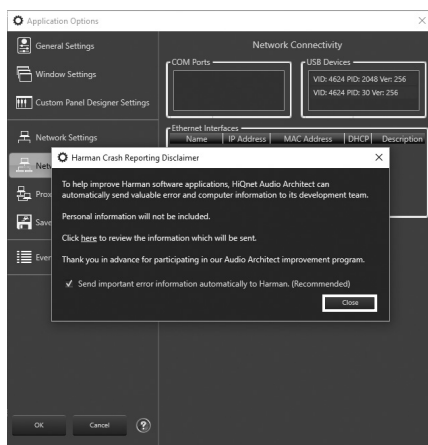 Application Options
General Settings
Window Settings
Custom Panel Designer Settings
Network Settings
Network Connectivity
COM Ports
USB Devices
VID: 4624 PID: 2048 Ver: 256
VID: 4624 PID: 30 Ver: 256
Ethernet Interfaces
Name IP Address MAC Address DHCP Description
Harman Crash Reporting Disclaimer
To help improve Harman software applications, HiQnet Audio Architect can
automatically send valuable error and computer information to its development team.
Personal information will not be included.
Click here to review the information which will be sent.
Thank you in advance for participating in our Audio Architect improvement program.
Send important error information automatically to Harman. (Recommended)
Close
OK Cancel ?